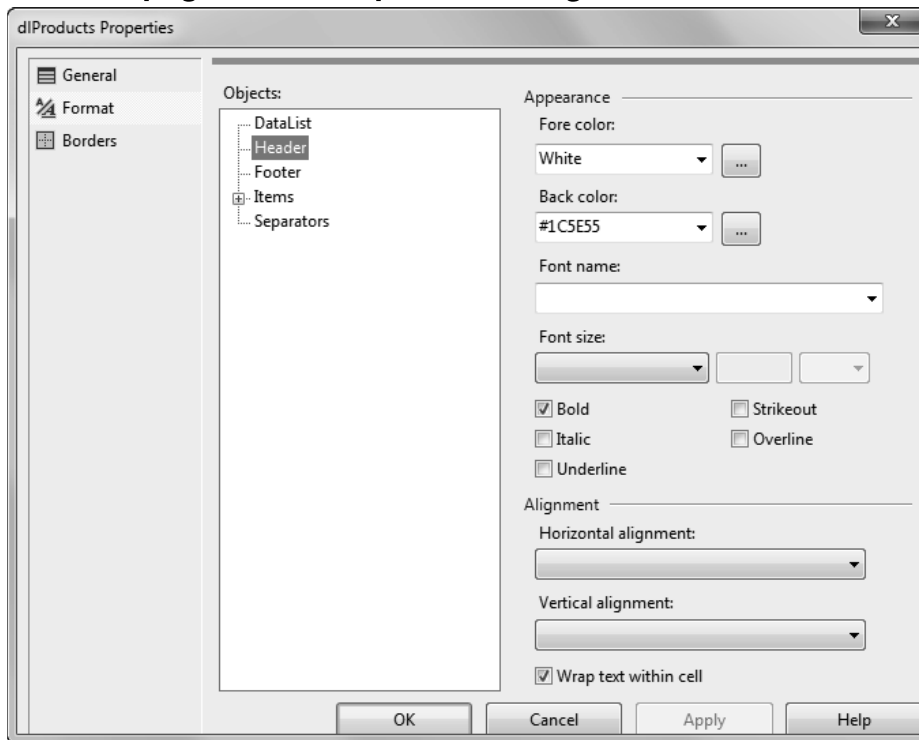 dlProducts Properties
X
General
Format
Borders
Objects:
DataList
Header
Footer
Items
Separators
Appearance
Fore color:
White
...
Back color:
#1C5E55
...
Font name:
Font size:
Bold
Strikeout
Italic
Overline
Underline
Alignment
Horizontal alignment:
Vertical alignment:
Wrap text within cell
OK
Cancel
Apply
Help